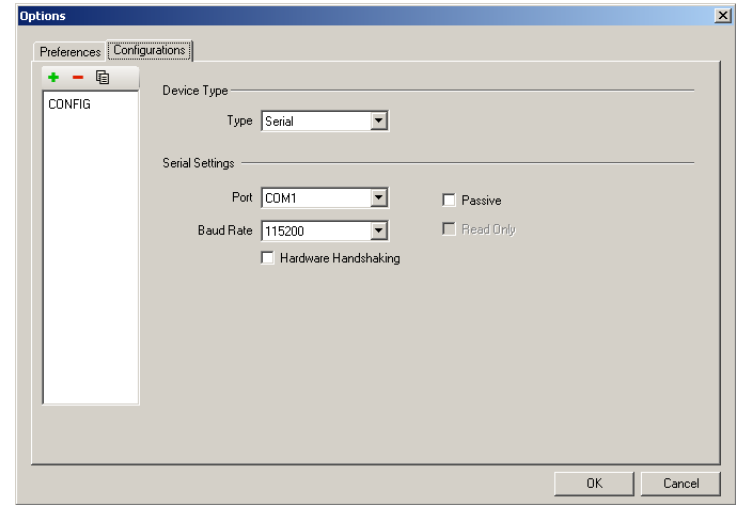 Options
Preferences Configurations
CONFIG
Device Type
Type Serial
Serial Settings
Port COM1 Passive
Baud Rate 115200 Read Only
Hardware Handshaking
OK Cancel